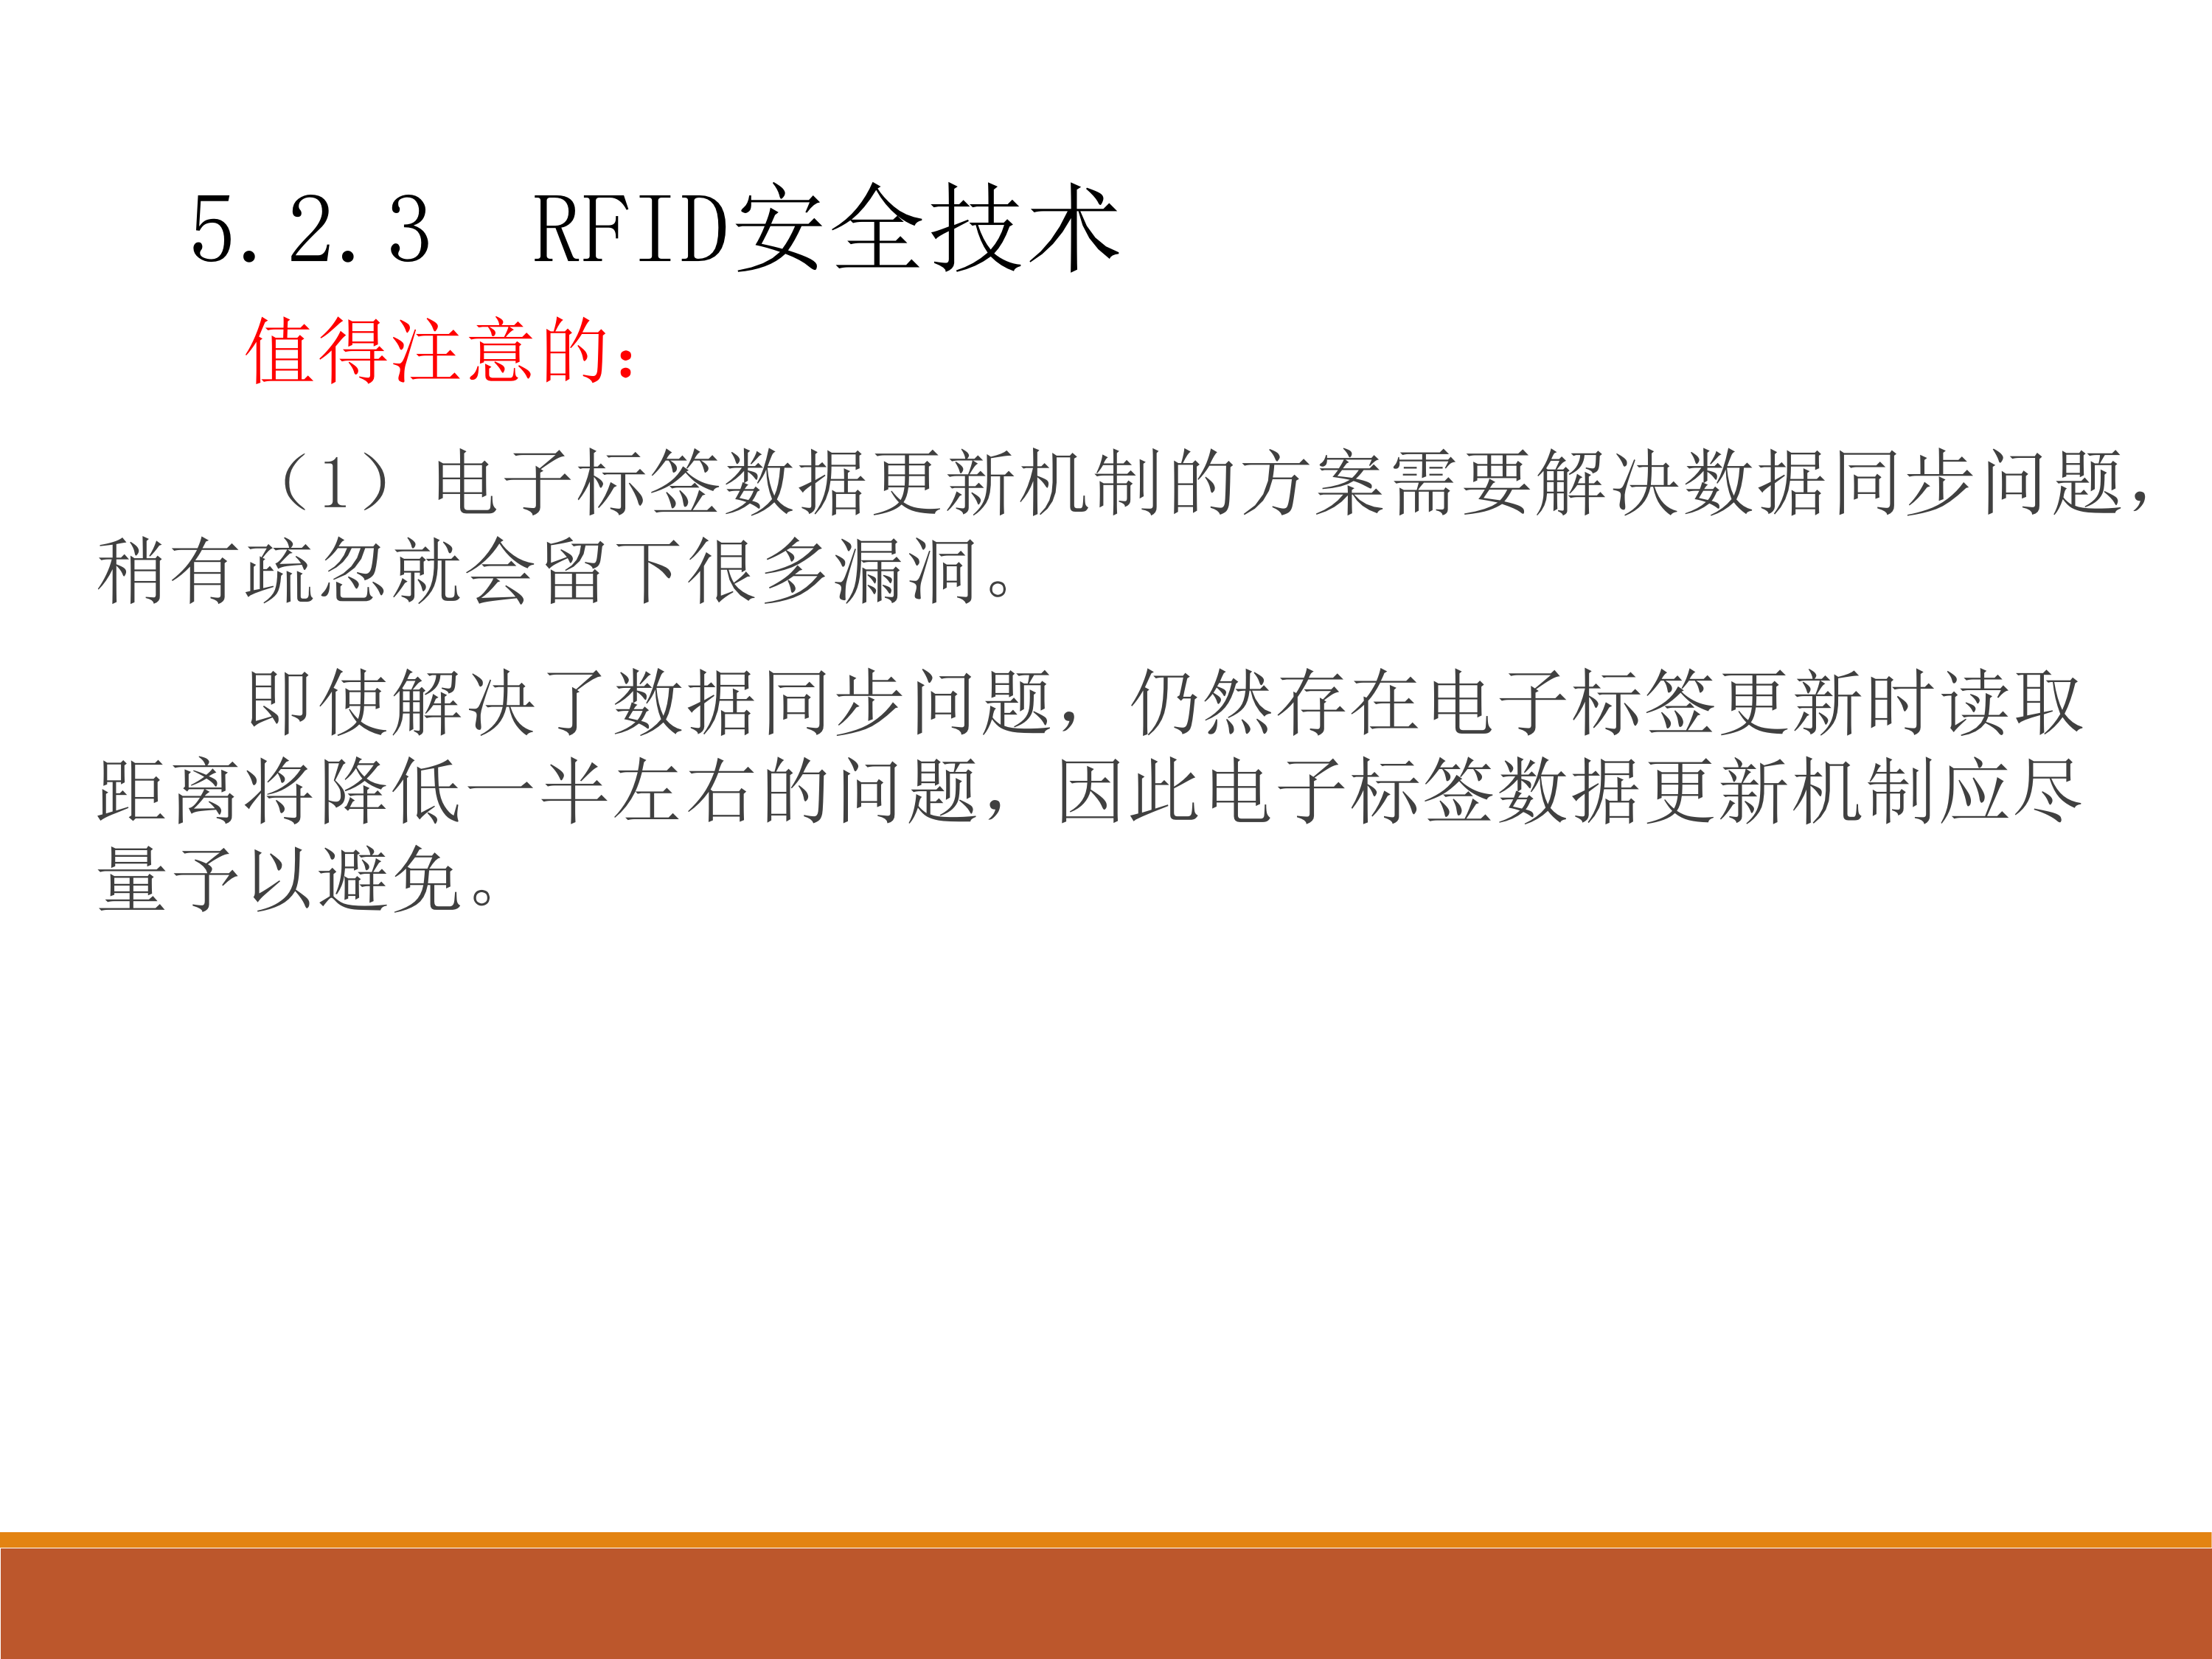 5.2.3 RFID安全技术
值得注意的:
（1） 电子标签数据更新机制的方案需要解决数据同步问题,
稍有疏忽就会留下很多漏洞。
即使解决了数据同步问题, 仍然存在电子标签更新时读取
距离将降低一半左右的问题; 因此电子标签数据更新机制应尽
量予以避免。